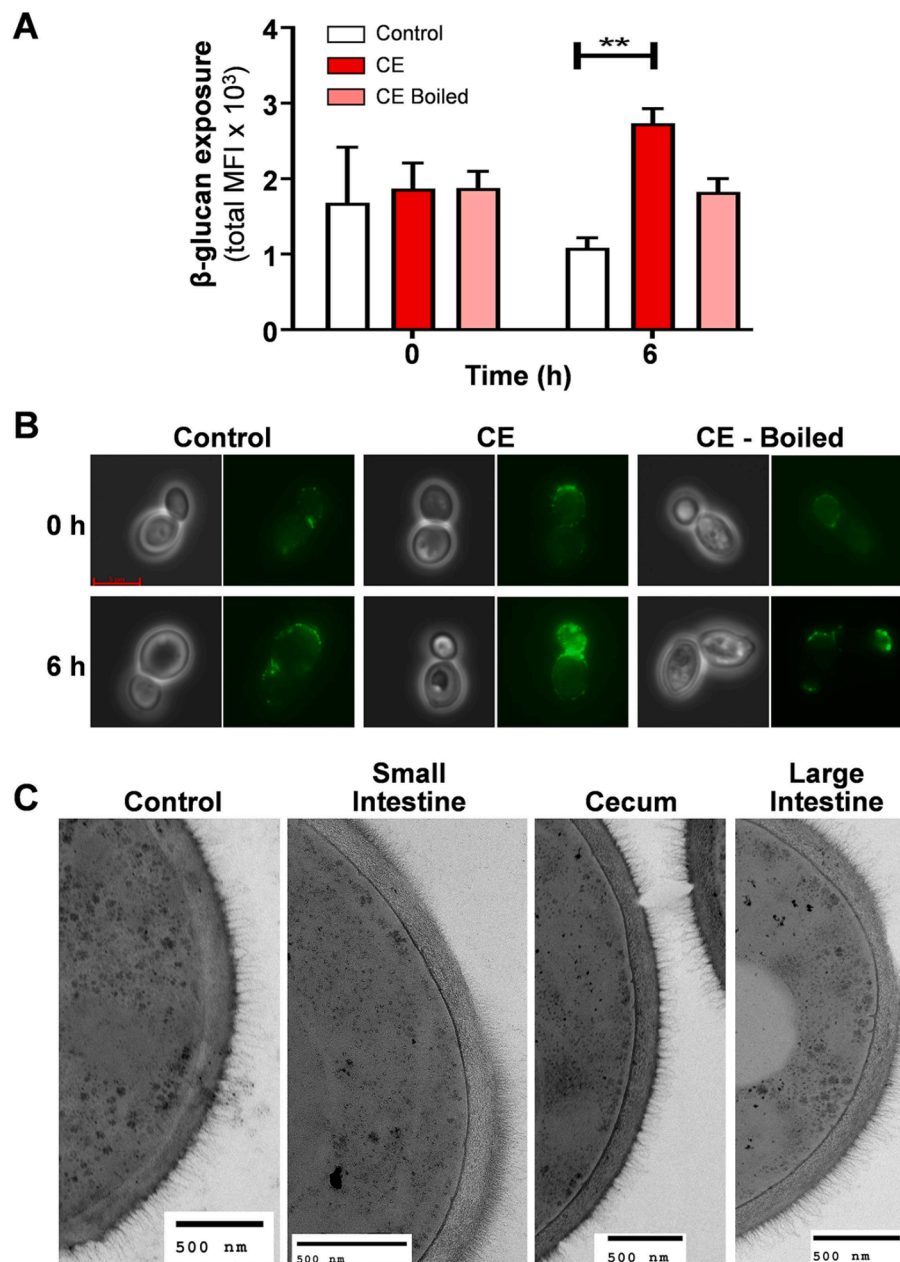 A
4
3
2
1
0
β-glucan exposure
(total MFI x 10³)
Control
CE
CE Boiled
**
0
6
Time (h)
B
Control
CE
CE - Boiled
0 h
6 h
C
Control
Small
Intestine
Cecum
Large
Intestine
500 nm
500 nm
500 nm
500 nm